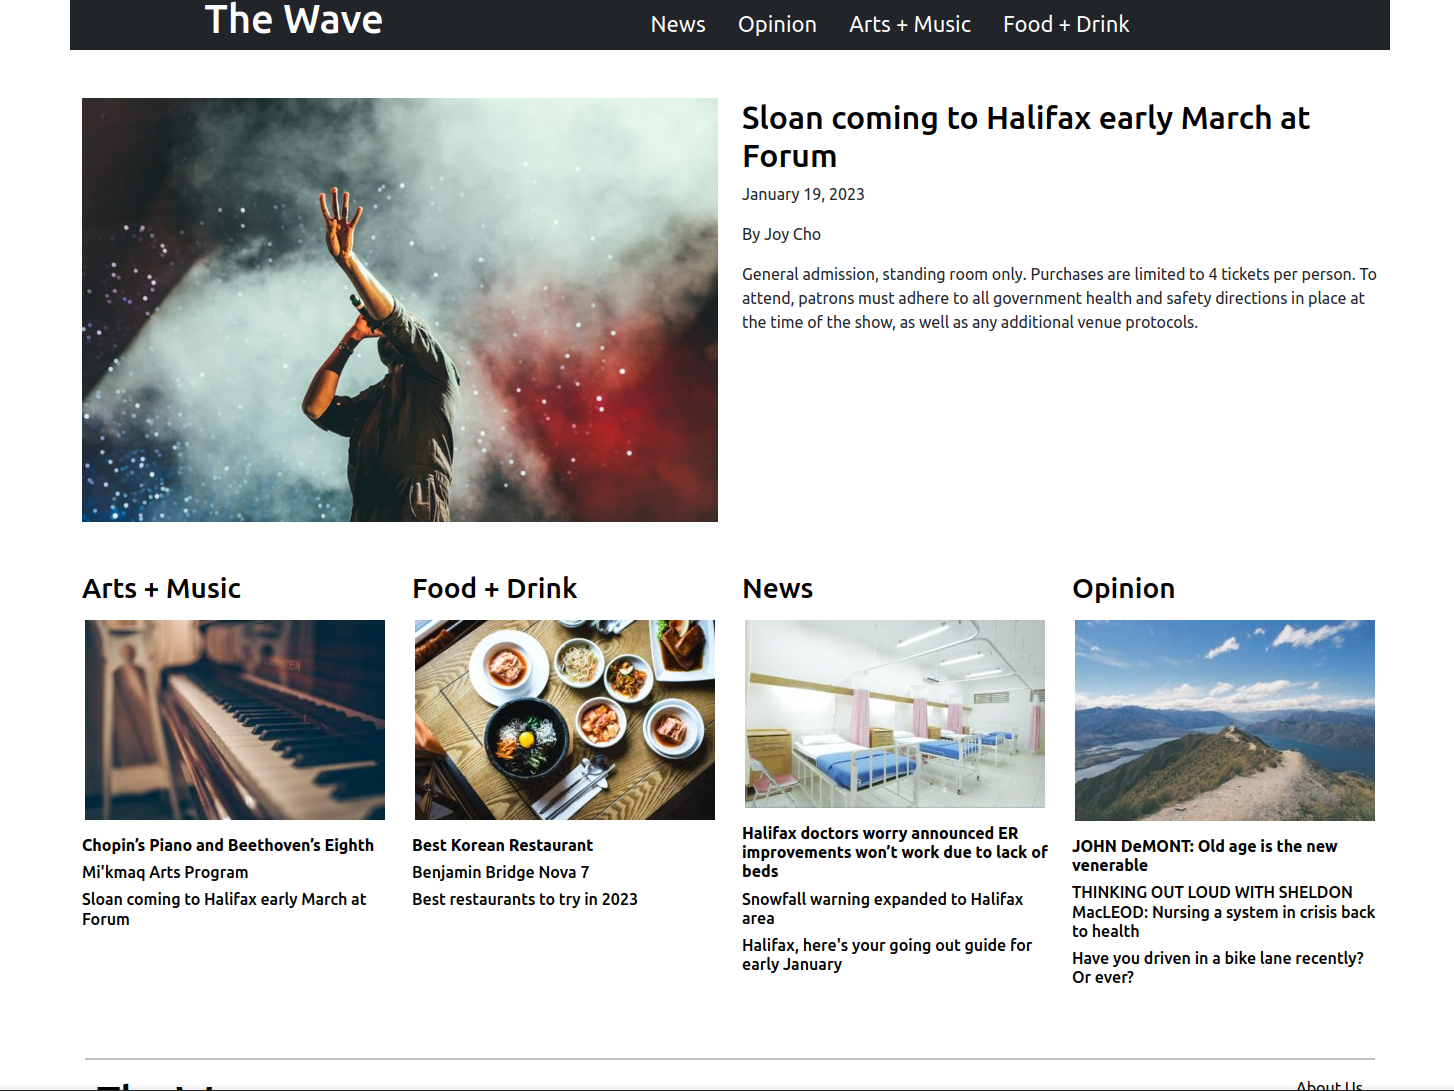 The Wave
News Opinion Arts + Music Food + Drink
Sloan coming to Halifax early March at
Forum
January 19, 2023
By Joy Cho
General admission, standing room only. Purchases are limited to 4 tickets per person. To
attend, patrons must adhere to all government health and safety directions in place at
the time of the show, as well as any additional venue protocols.
Arts + Music
Chopin’s Piano and Beethoven’s Eighth
Mi'kmaq Arts Program
Sloan coming to Halifax early March at
Forum
Food + Drink
Best Korean Restaurant
Benjamin Bridge Nova 7
Best restaurants to try in 2023
News
Halifax doctors worry announced ER
improvements won’t work due to lack of
beds
Snowfall warning expanded to Halifax
area
Halifax, here's your going out guide for
early January
Opinion
JOHN DeMONT: Old age is the new
venerable
THINKING OUT LOUD WITH SHELDON
MacLEOD: Nursing a system in crisis back
to health
Have you driven in a bike lane recently?
Or ever?
About Us